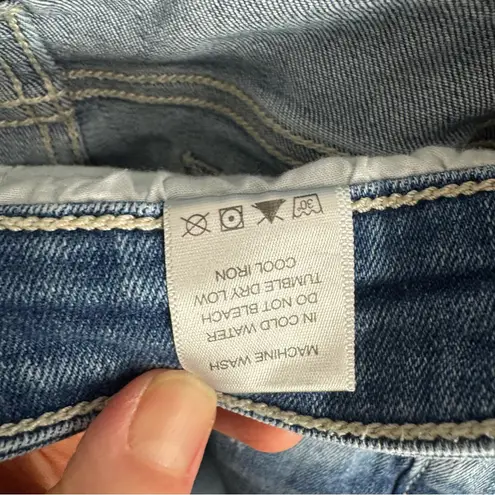 30°
MACHINE WASH
IN COLD WATER
DO NOT BLEACH
TUMBLE DRY LOW
COOL IRON